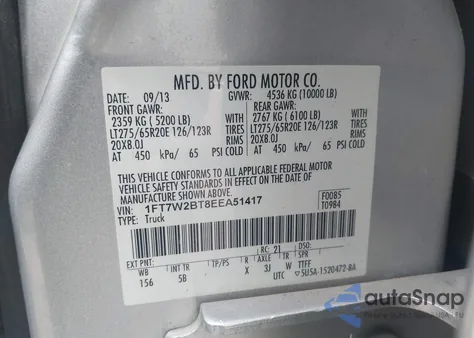 MFD. BY FORD MOTOR CO.
DATE: 09/13 GVWR: 4536 KG (10000 LB)
FRONT GAWR: REAR GAWR:
2359 KG ( 5200 LB) WITH 2767 KG ( 6100 LB) WITH
LT275/65R20E 126/123R TIRES LT275/65R20E 126/123R TIRES
20X8.0J RIMS 20X8.0J RIMS
AT 450 kPa/ 65 PSI COLD AT 450 kPa/ 65 PSI COLD
THIS VEHICLE CONFORMS TO ALL APPLICABLE FEDERAL MOTOR
VEHICLE SAFETY STANDARDS IN EFFECT ON THE DATE OF
MANUFACTURE SHOWN ABOVE.
VIN: 1FT7W2BT8EEA51417 F0085
TYPE: Truck T0984
RC: 21 DSO:
EXT PNT: WB INT TR TP/PS R AXLE TR SPR
156 5B X 3J W TTFF
UTC 5U5A-1520472-BA
autaSnap